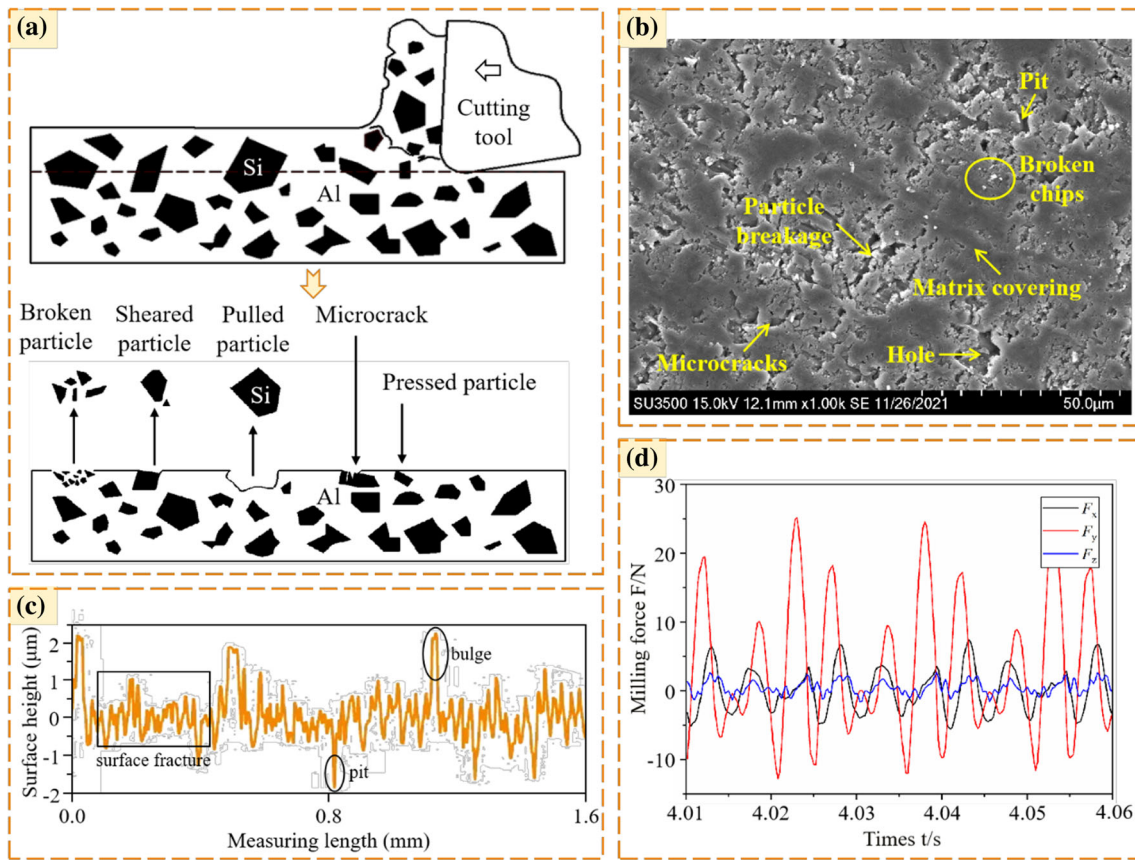 (a)
Cutting
tool
Si
Al
Broken
particle
Sheared
particle
Pulled
particle
Microcrack
Pressed particle
Si
Al
(b)
Pit
Broken
chips
Particle
breakage
Matrix covering
Microcracks
Hole
SU3500 15.0kV 12.1mm x1.00k SE 11/26/2021
50.0µm
(c)
Surface height (µm)
2
1
0
-1
-2
bulge
surface fracture
pit
0.0
0.8
1.6
Measuring length (mm)
(d)
Milling force F/N
30
20
10
0
-10
Fx
Fy
Fz
4.01
4.02
4.03
4.04
4.05
4.06
Times t/s